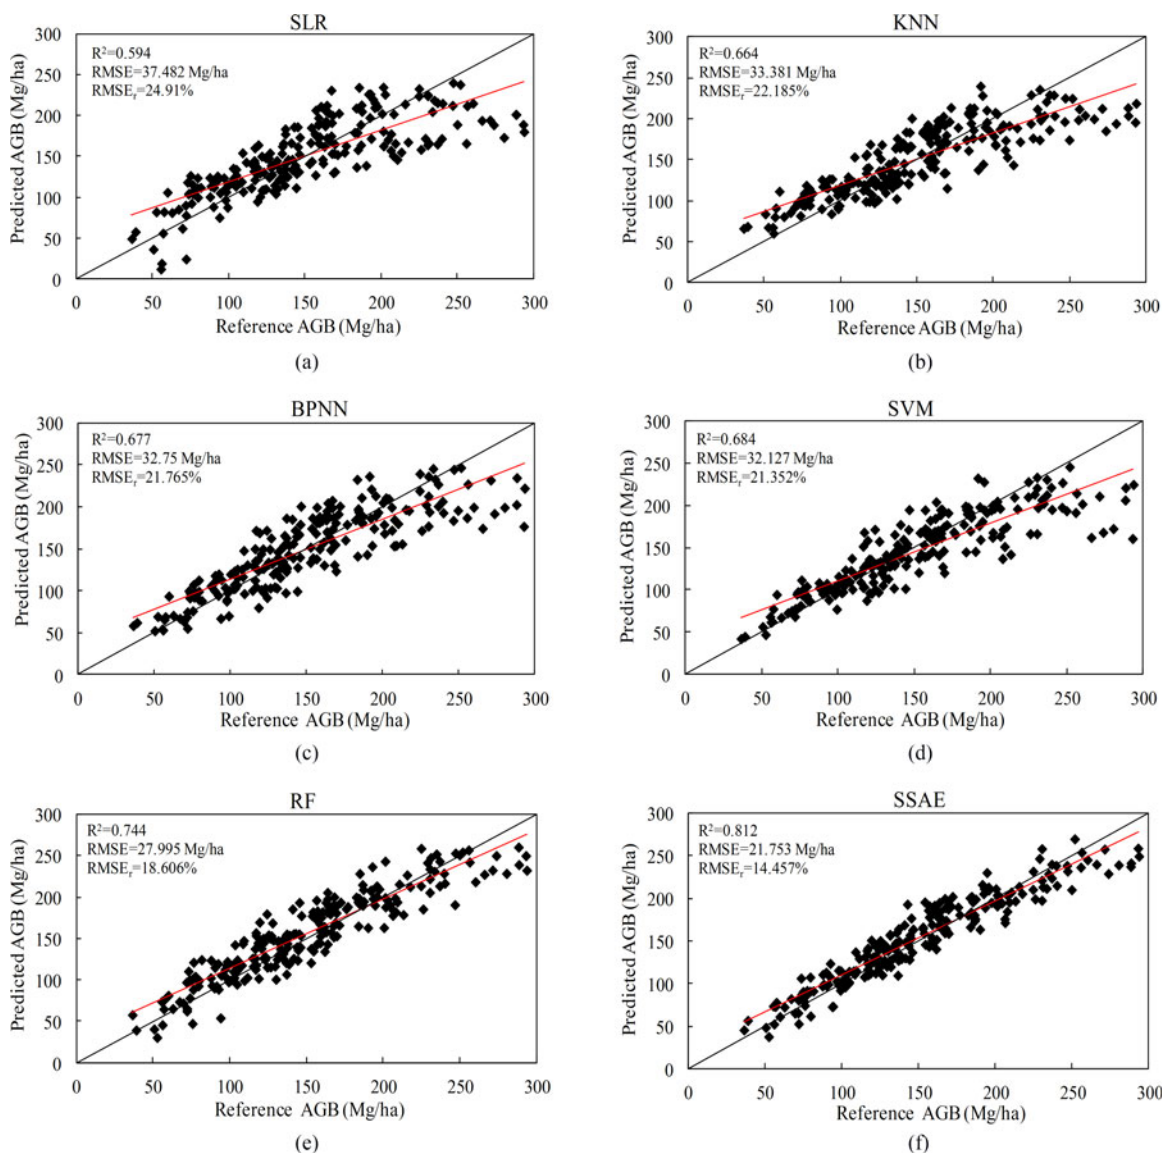 SLR
300
250
200
150
100
50
0
R²=0.594
RMSE=37.482 Mg/ha
RMSEr=24.91%
Predicted AGB (Mg/ha)
50 100 150 200 250 300
Reference AGB (Mg/ha)
(a)
KNN
300
250
200
150
100
50
0
R²=0.664
RMSE=33.381 Mg/ha
RMSEr=22.185%
Predicted AGB (Mg/ha)
50 100 150 200 250 300
Reference AGB (Mg/ha)
(b)
BPNN
300
250
200
150
100
50
0
R²=0.677
RMSE=32.75 Mg/ha
RMSEr=21.765%
Predicted AGB (Mg/ha)
0 50 100 150 200 250 300
Reference AGB (Mg/ha)
(c)
SVM
300
250
200
150
100
50
0
R²=0.684
RMSE=32.127 Mg/ha
RMSEr=21.352%
Predicted AGB (Mg/ha)
0 50 100 150 200 250 300
Reference AGB (Mg/ha)
(d)
RF
300
250
200
150
100
50
0
R²=0.744
RMSE=27.995 Mg/ha
RMSEr=18.606%
Predicted AGB (Mg/ha)
0 50 100 150 200 250 300
Reference AGB (Mg/ha)
(e)
SSAE
300
250
200
150
100
50
0
R²=0.812
RMSE=21.753 Mg/ha
RMSEr=14.457%
Predicted AGB (Mg/ha)
0 50 100 150 200 250 300
Reference AGB (Mg/ha)
(f)